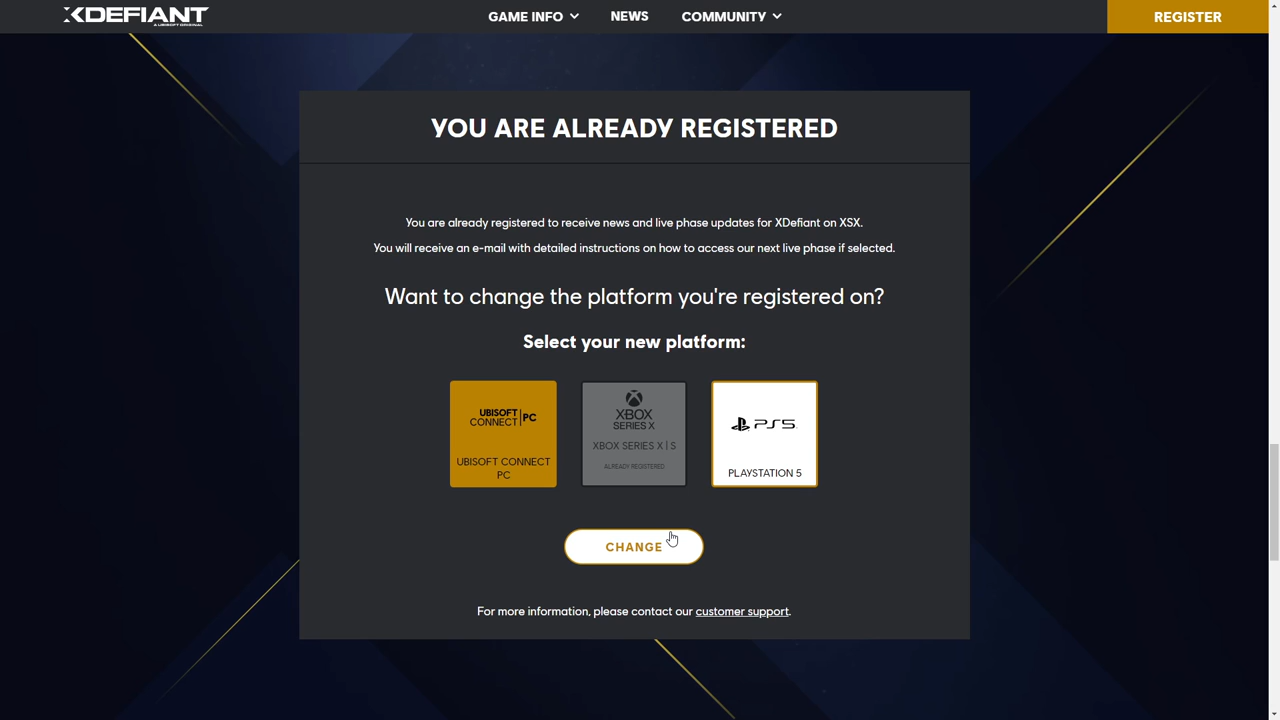 XDEFIANT
A UBISOFT ORIGINAL
GAME INFO
NEWS
COMMUNITY
REGISTER
YOU ARE ALREADY REGISTERED
You are already registered to receive news and live phase updates for XDefiant on XSX.
You will receive an e-mail with detailed instructions on how to access our next live phase if selected.
Want to change the platform you're registered on?
Select your new platform:
UBISOFT
CONNECT | PC
UBISOFT CONNECT
PC
XBOX
SERIES X
XBOX SERIES X | S
ALREADY REGISTERED
PS5
PLAYSTATION 5
CHANGE
For more information, please contact our customer support.